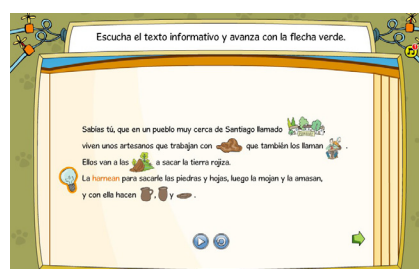 Escucha el texto informativo y avanza con la flecha verde.
Sabías tú, que en un pueblo muy cerca de Santiago llamado
viven unos artesanos que trabajan con que también los llaman .
Ellos van a las a sacar la tierra rojiza.
La harnean para sacarle las piedras y hojas, luego la mojan y la amasan,
y con ella hacen , y .